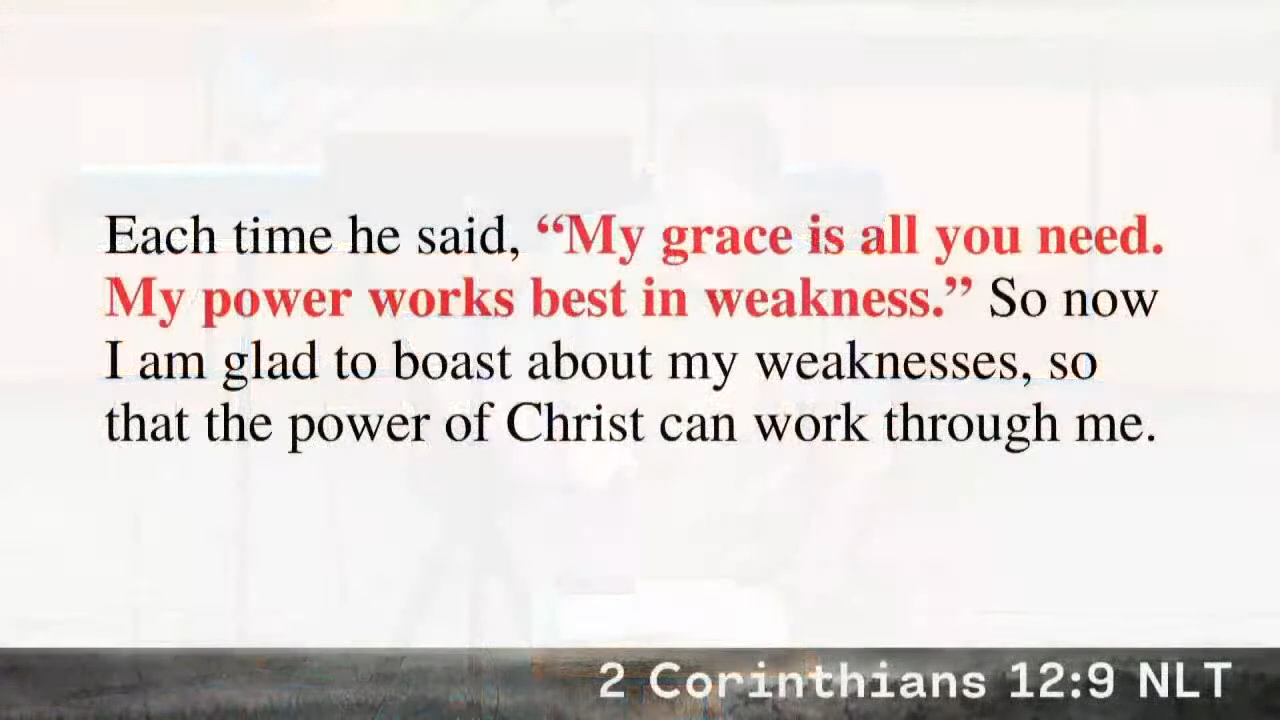 Each time he said, “My grace is all you need.
My power works best in weakness.” So now
I am glad to boast about my weaknesses, so
that the power of Christ can work through me.
2 Corinthians 12:9 NLT